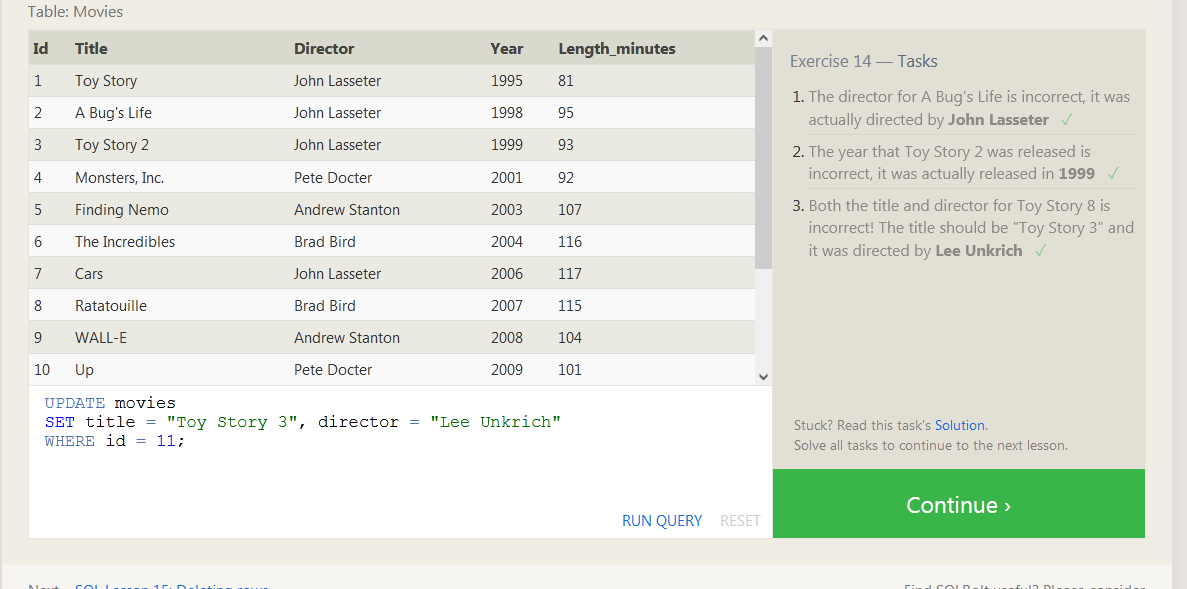 Table: Movies
Id Title Director Year Length_minutes
1 Toy Story John Lasseter 1995 81
2 A Bug's Life John Lasseter 1998 95
3 Toy Story 2 John Lasseter 1999 93
4 Monsters, Inc. Pete Docter 2001 92
5 Finding Nemo Andrew Stanton 2003 107
6 The Incredibles Brad Bird 2004 116
7 Cars John Lasseter 2006 117
8 Ratatouille Brad Bird 2007 115
9 WALL-E Andrew Stanton 2008 104
10 Up Pete Docter 2009 101
UPDATE movies
SET title = "Toy Story 3", director = "Lee Unkrich"
WHERE id = 11;
RUN QUERY RESET
Exercise 14 — Tasks
1. The director for A Bug's Life is incorrect, it was
actually directed by John Lasseter ✓
2. The year that Toy Story 2 was released is
incorrect, it was actually released in 1999 ✓
3. Both the title and director for Toy Story 8 is
incorrect! The title should be "Toy Story 3" and
it was directed by Lee Unkrich ✓
Stuck? Read this task's Solution.
Solve all tasks to continue to the next lesson.
Continue ›
Next – SQL Lesson 15: Deleting rows
Find SQLBolt useful? Please consider